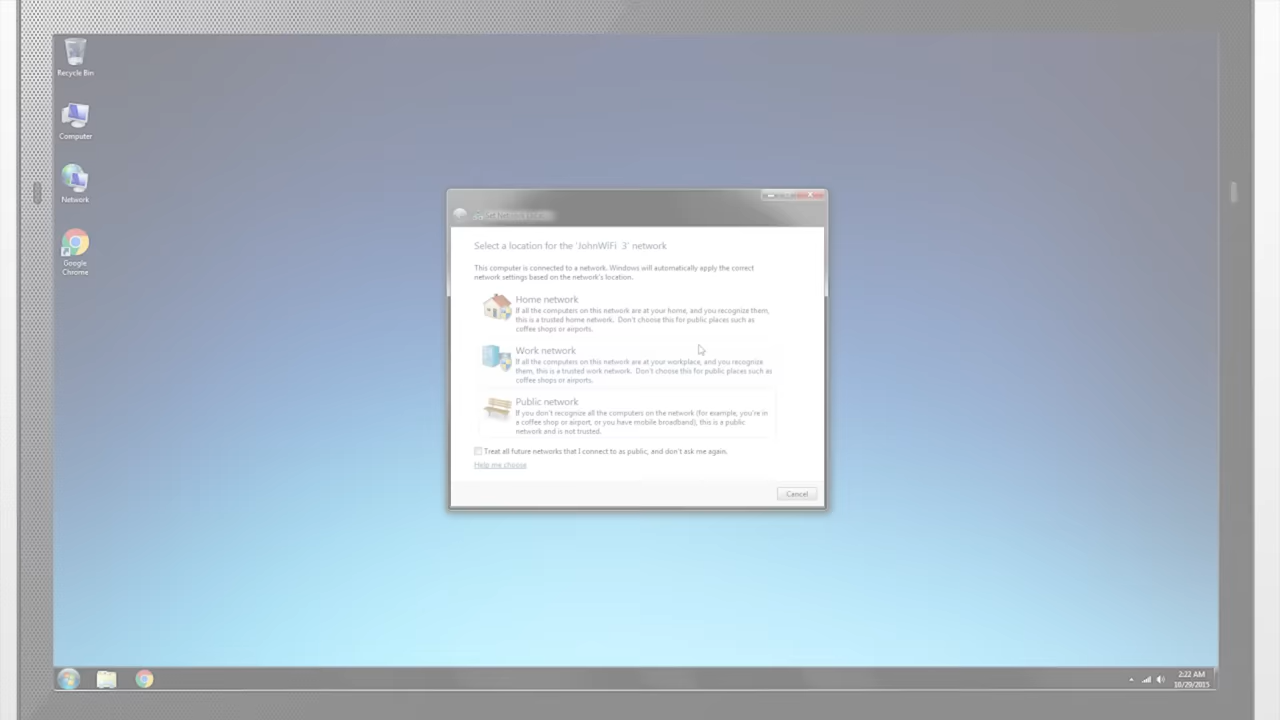 Recycle Bin
Computer
Network
Google
Chrome
Set Network Location
Select a location for the 'JohnWiFi 3' network
This computer is connected to a network. Windows will automatically apply the correct
network settings based on the network's location.
Home network
If all the computers on this network are at your home, and you recognize them,
this is a trusted home network. Don't choose this for public places such as
coffee shops or airports.
Work network
If all the computers on this network are at your workplace, and you recognize
them, this is a trusted work network. Don't choose this for public places such as
coffee shops or airports.
Public network
If you don't recognize all the computers on the network (for example, you're in
a coffee shop or airport, or you have mobile broadband), this is a public
network and is not trusted.
Treat all future networks that I connect to as public, and don't ask me again.
Help me choose
Cancel
2:22 AM
10/29/2015